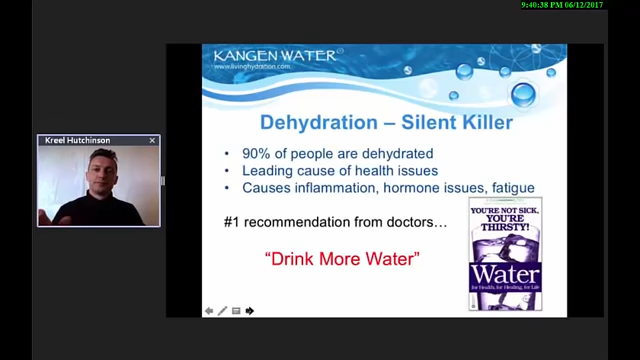 9:40:38 PM 06/12/2017
KANGEN WATER
www.livinghydration.com
Dehydration – Silent Killer
Kreel Hutchinson
• 90% of people are dehydrated
• Leading cause of health issues
• Causes inflammation, hormone issues, fatigue
#1 recommendation from doctors…
"Drink More Water"
YOU'RE NOT SICK,
YOU'RE
THIRSTY!
Water
for Health, for Healing, for Life